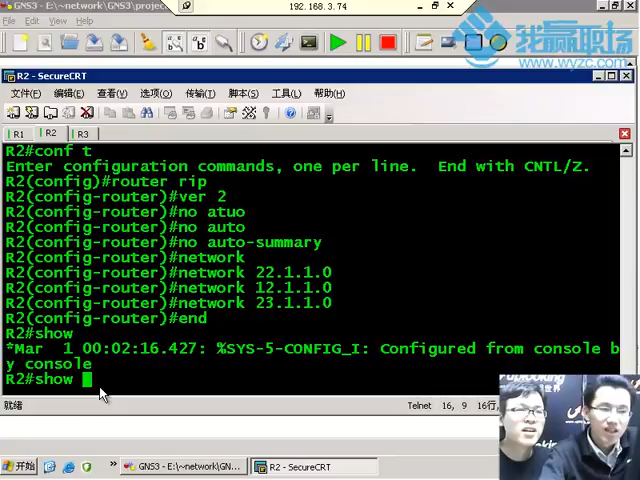 GNS3 - E:\~network\GNS3\project
192.168.3.74
File Edit View
我赢职场
www.wyzc.com
R2 - SecureCRT
文件(F) 编辑(E) 查看(V) 选项(O) 传输(T) 脚本(S) 工具(L) 帮助(H)
R1 R2 R3
R2#conf t
Enter configuration commands, one per line.  End with CNTL/Z.
R2(config)#router rip
R2(config-router)#ver 2
R2(config-router)#no atuo
R2(config-router)#no auto
R2(config-router)#no auto-summary
R2(config-router)#network
R2(config-router)#network 22.1.1.0
R2(config-router)#network 12.1.1.0
R2(config-router)#network 23.1.1.0
R2(config-router)#end
R2#show
*Mar  1 00:02:16.427: %SYS-5-CONFIG_I: Configured from console b
y console
R2#show
就绪 Telnet 16, 9 16行,
开始 GNS3 - E:\~network\GN... R2 - SecureCRT